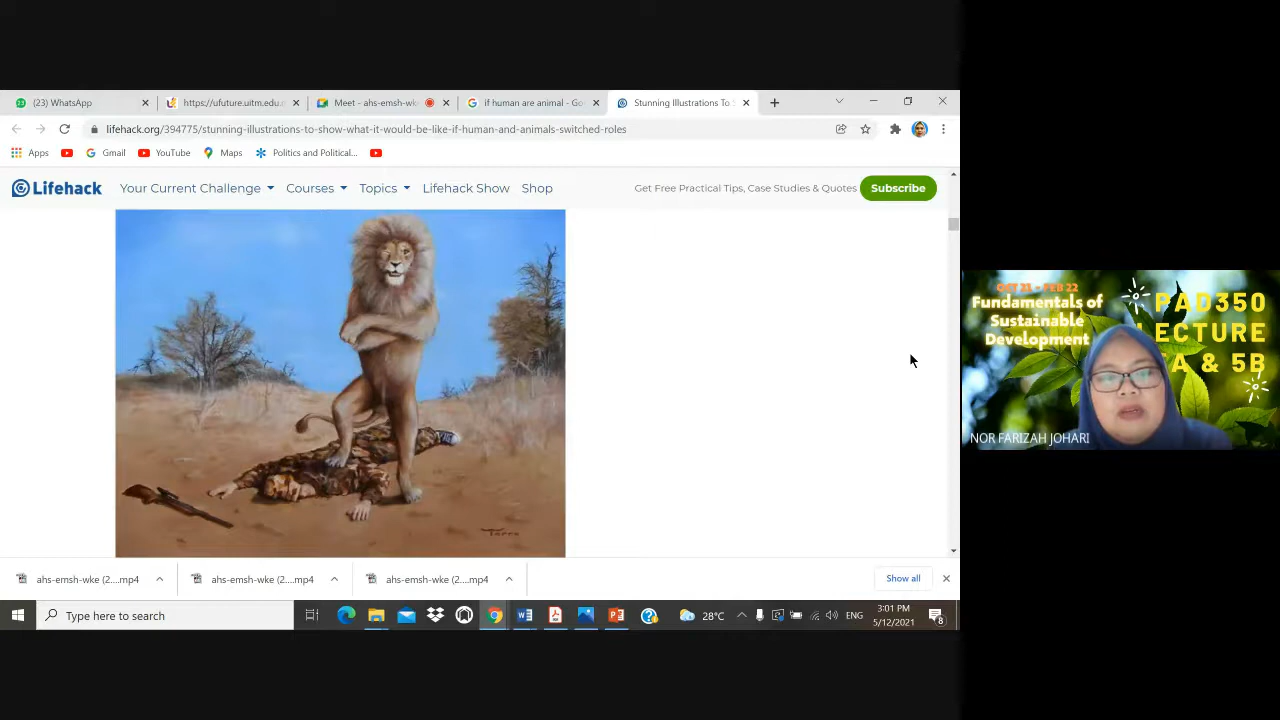 (23) WhatsApp
https://ufuture.uitm.edu.
Meet - ahs-emsh-wk
if human are animal - Go
Stunning Illustrations To S
lifehack.org/394775/stunning-illustrations-to-show-what-it-would-be-like-if-human-and-animals-switched-roles
Apps
Gmail
YouTube
Maps
Politics and Political...
Lifehack
Your Current Challenge
Courses
Topics
Lifehack Show
Shop
Get Free Practical Tips, Case Studies & Quotes
Subscribe
OCT 21 - FEB 22
Fundamentals of
Sustainable
Development
PAD350
LECTURE
A & 5B
NOR FARIZAH JOHARI
ahs-emsh-wke (2....mp4
ahs-emsh-wke (2....mp4
ahs-emsh-wke (2....mp4
Show all
Type here to search
28°C
ENG
3:01 PM
5/12/2021
8